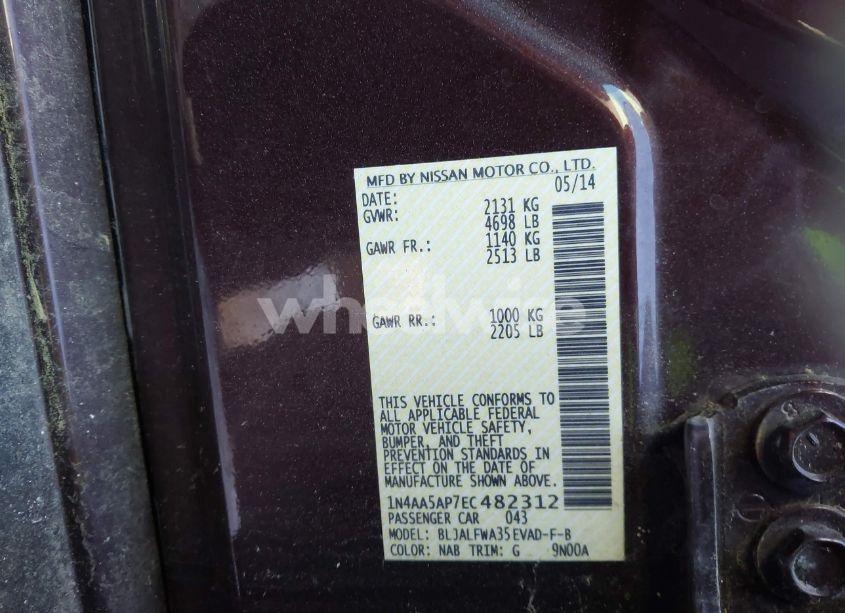 MFD BY NISSAN MOTOR CO., LTD.
DATE: 05/14
GVWR: 2131 KG
4698 LB
GAWR FR.: 1140 KG
2513 LB
wheelwire
GAWR RR.: 1000 KG
2205 LB
THIS VEHICLE CONFORMS TO
ALL APPLICABLE FEDERAL
MOTOR VEHICLE SAFETY,
BUMPER, AND THEFT
PREVENTION STANDARDS IN
EFFECT ON THE DATE OF
MANUFACTURE SHOWN ABOVE.
1N4AA5AP7EC482312
PASSENGER CAR 043
MODEL: BLJALFWA35EVAD-F-B
COLOR: NAB TRIM: G 9N00A
8